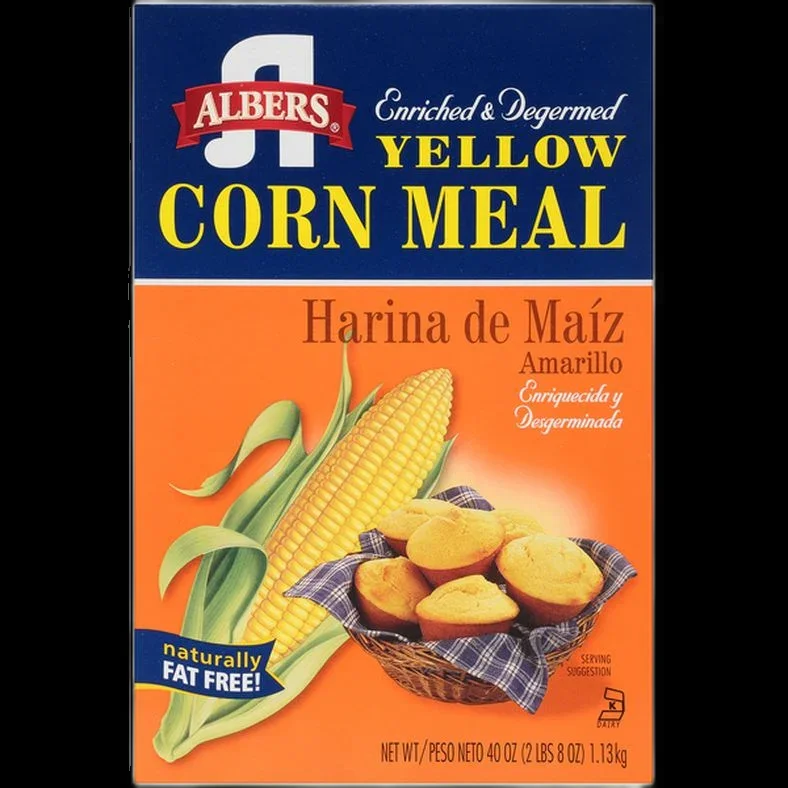 ALBERS®
Enriched & Degermed
YELLOW
CORN MEAL
Harina de Maíz
Amarillo
Enriquecida y
Desgerminada
naturally
FAT FREE!
SERVING
SUGGESTION
K
DAIRY
NET WT/PESO NETO 40 OZ (2 LBS 8 OZ) 1.13kg